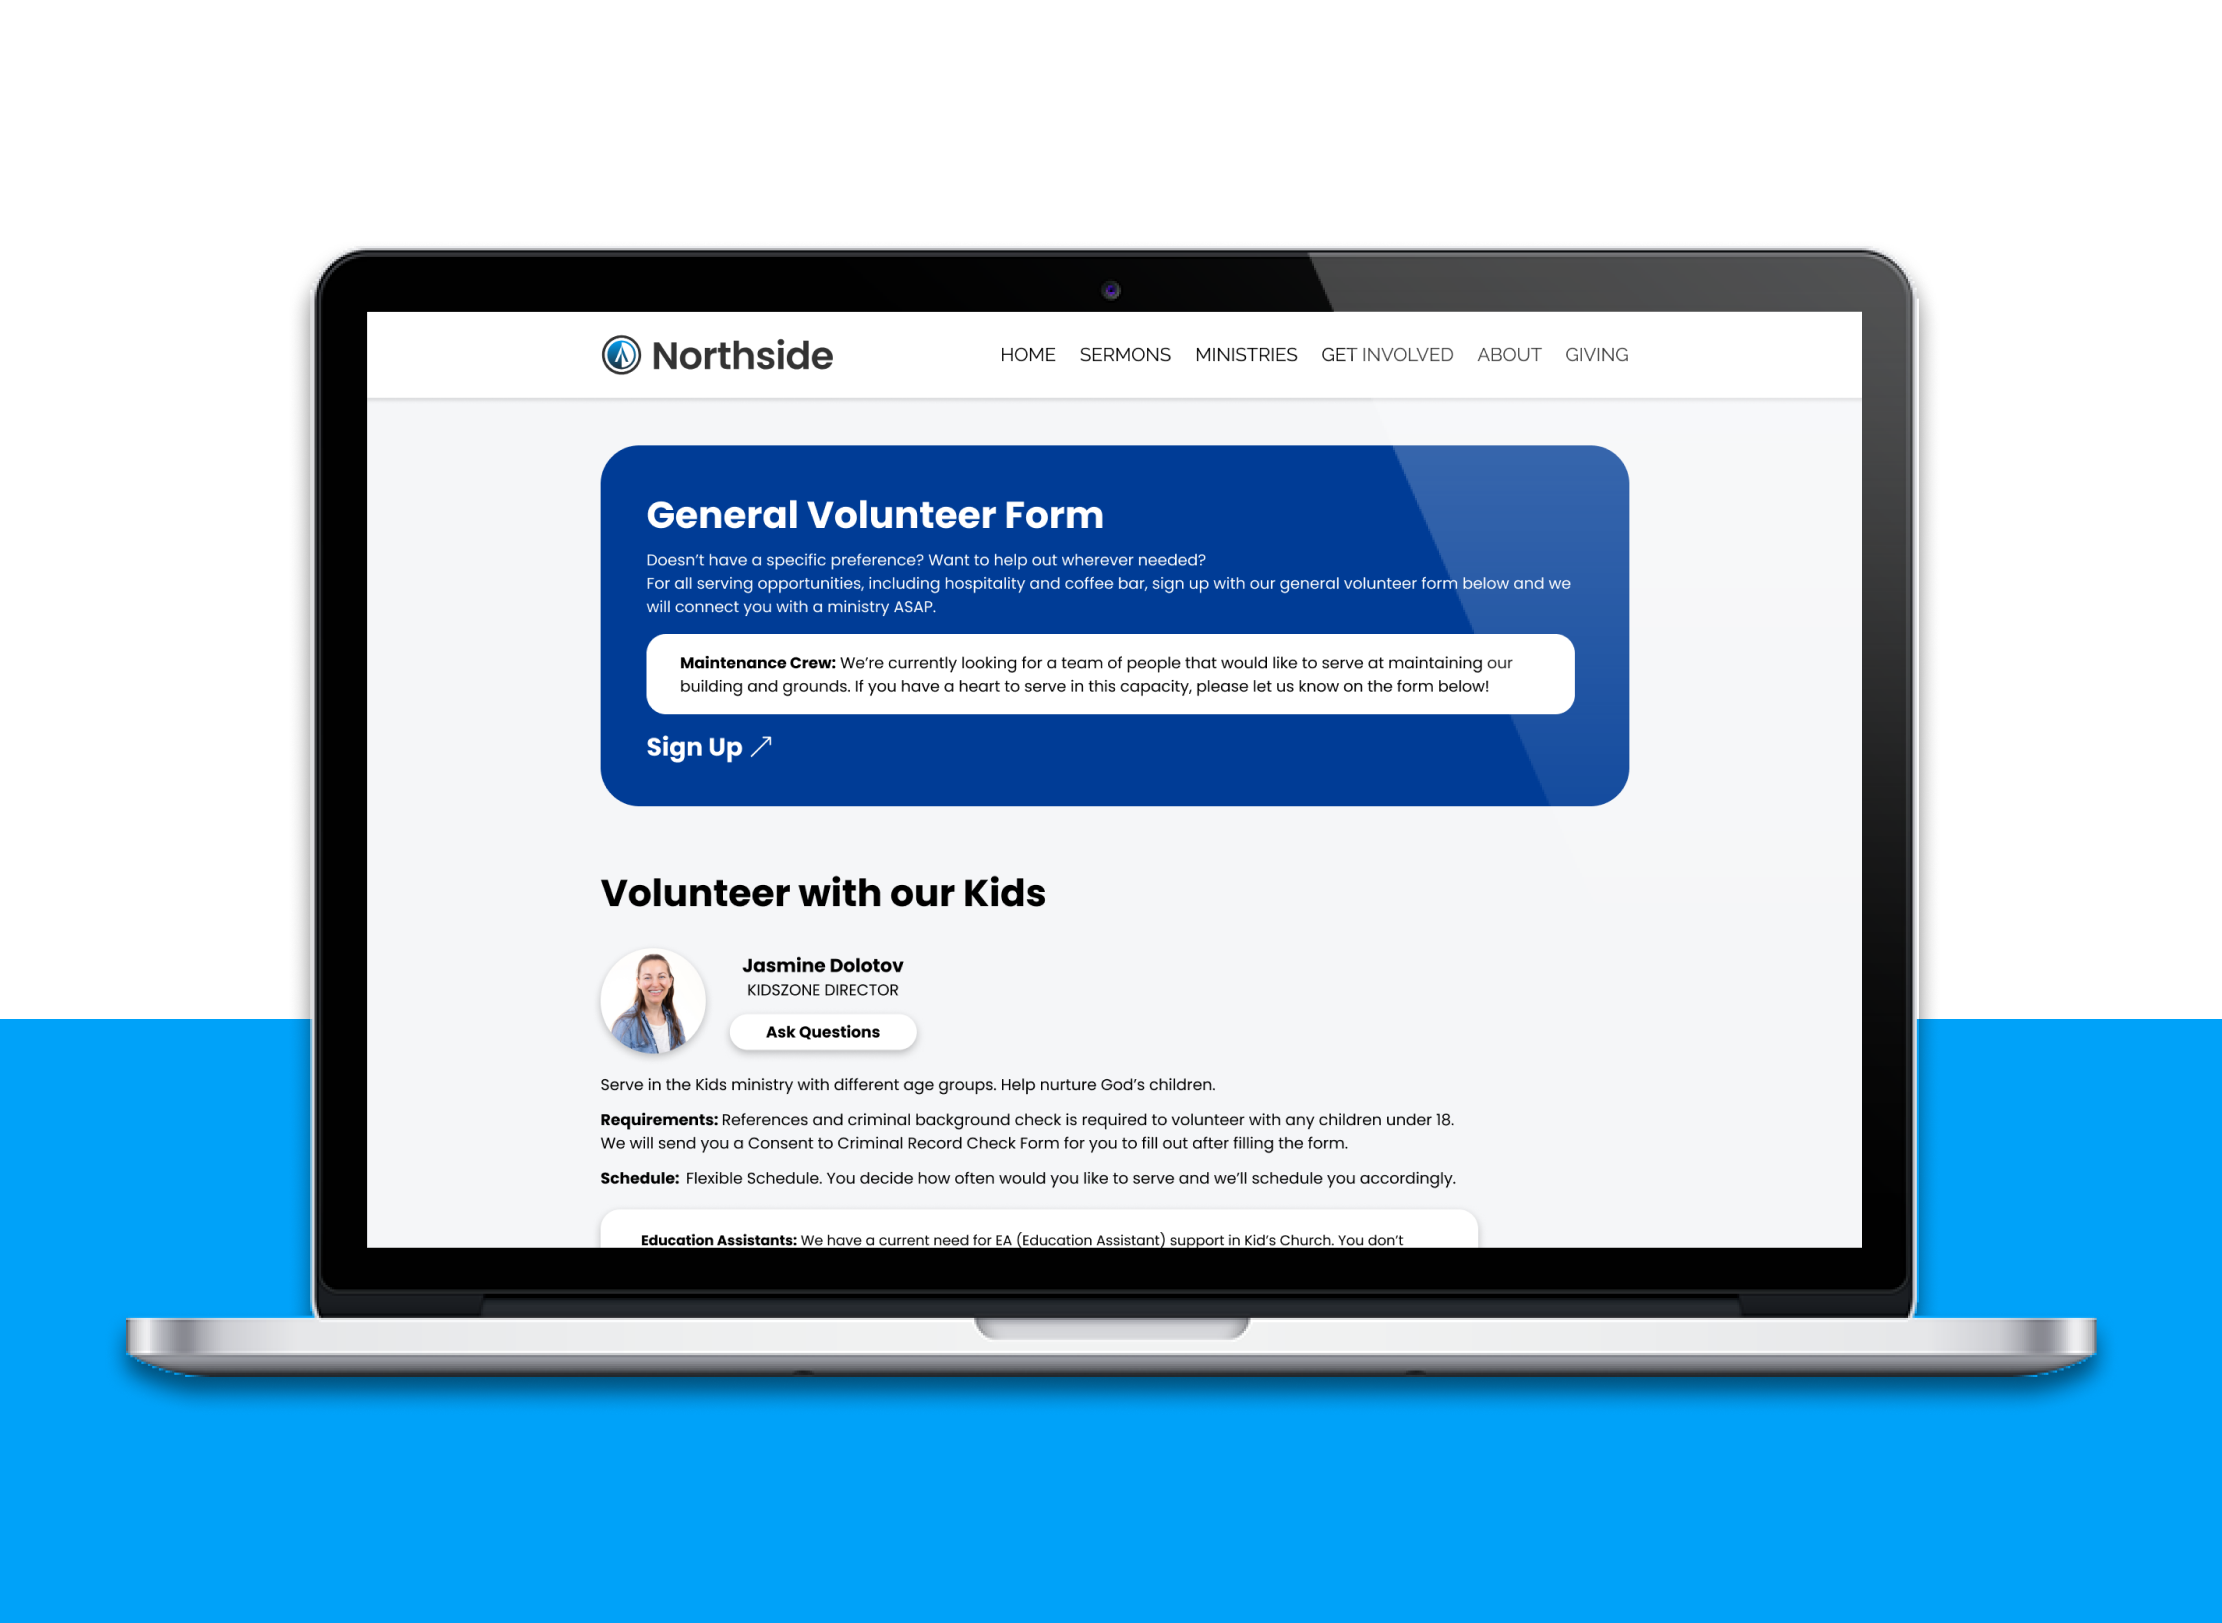 Northside
HOME SERMONS MINISTRIES GET INVOLVED ABOUT GIVING
General Volunteer Form
Doesn't have a specific preference? Want to help out wherever needed?
For all serving opportunities, including hospitality and coffee bar, sign up with our general volunteer form below and we
will connect you with a ministry ASAP.
Maintenance Crew: We're currently looking for a team of people that would like to serve at maintaining our
building and grounds. If you have a heart to serve in this capacity, please let us know on the form below!
Sign Up
Volunteer with our Kids
Jasmine Dolotov
KIDSZONE DIRECTOR
Ask Questions
Serve in the Kids ministry with different age groups. Help nurture God's children.
Requirements: References and criminal background check is required to volunteer with any children under 18.
We will send you a Consent to Criminal Record Check Form for you to fill out after filling the form.
Schedule: Flexible Schedule. You decide how often would you like to serve and we'll schedule you accordingly.
Education Assistants: We have a current need for EA (Education Assistant) support in Kid's Church. You don't